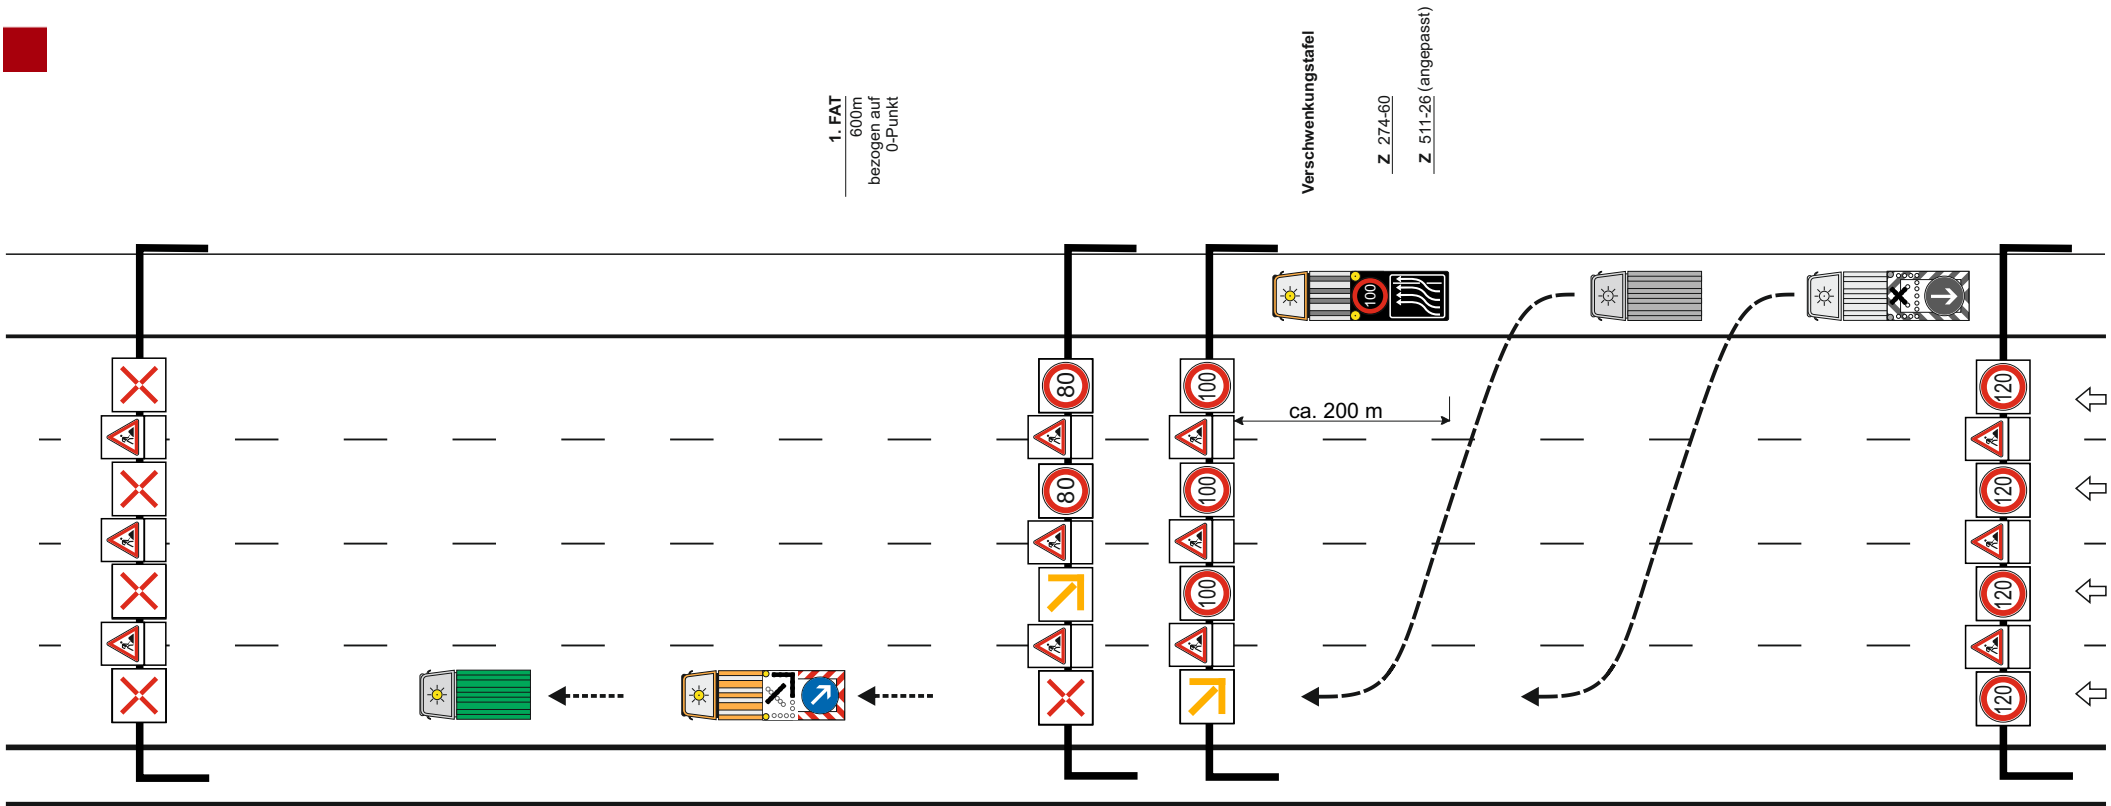 1. FAT
600m
bezogen auf
0-Punkt
Verschwenkungstafel
Z 274-60
Z 511-26 (angepasst)
100
80
100
120
80
100
120
100
120
120
ca. 200 m